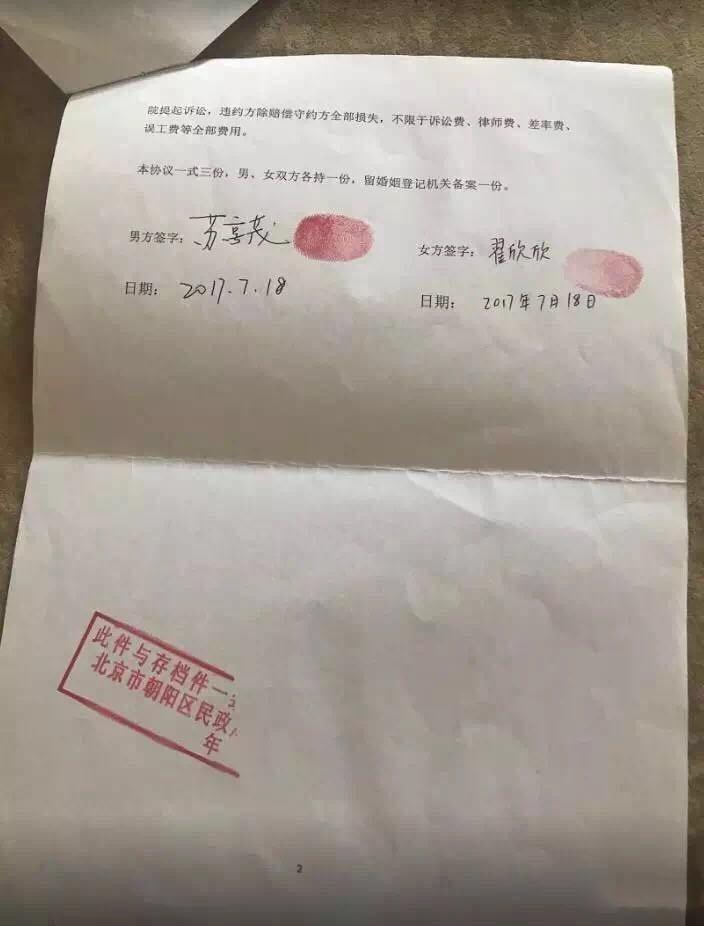 院提起诉讼，违约方除赔偿守约方全部损失，不限于诉讼费、律师费、差率费、
误工费等全部费用。
本协议一式三份，男、女双方各持一份，留婚姻登记机关备案一份。
男方签字：苏享茂
女方签字：翟欣欣
日期： 2017.7.18
日期： 2017年7月18日
此件与存档件一
北京市朝阳区民政
年
2